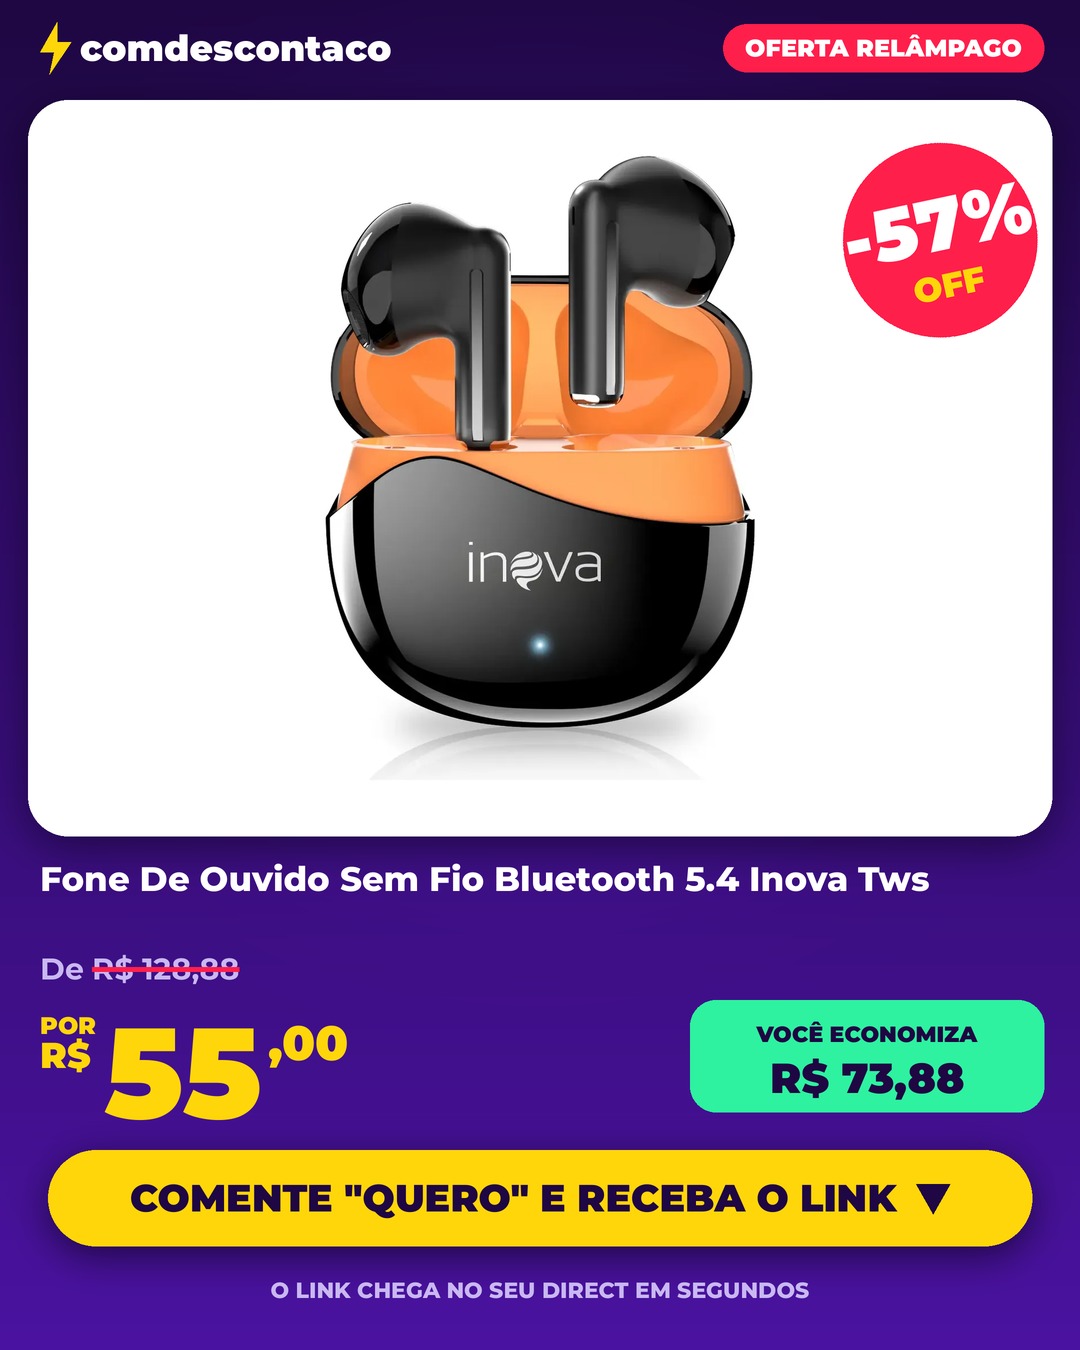 comdescontaco
OFERTA RELÂMPAGO
-57%
OFF
inova
Fone De Ouvido Sem Fio Bluetooth 5.4 Inova Tws
De R$ 128,88
POR
R$ 55,00
VOCÊ ECONOMIZA
R$ 73,88
COMENTE "QUERO" E RECEBA O LINK ▼
O LINK CHEGA NO SEU DIRECT EM SEGUNDOS